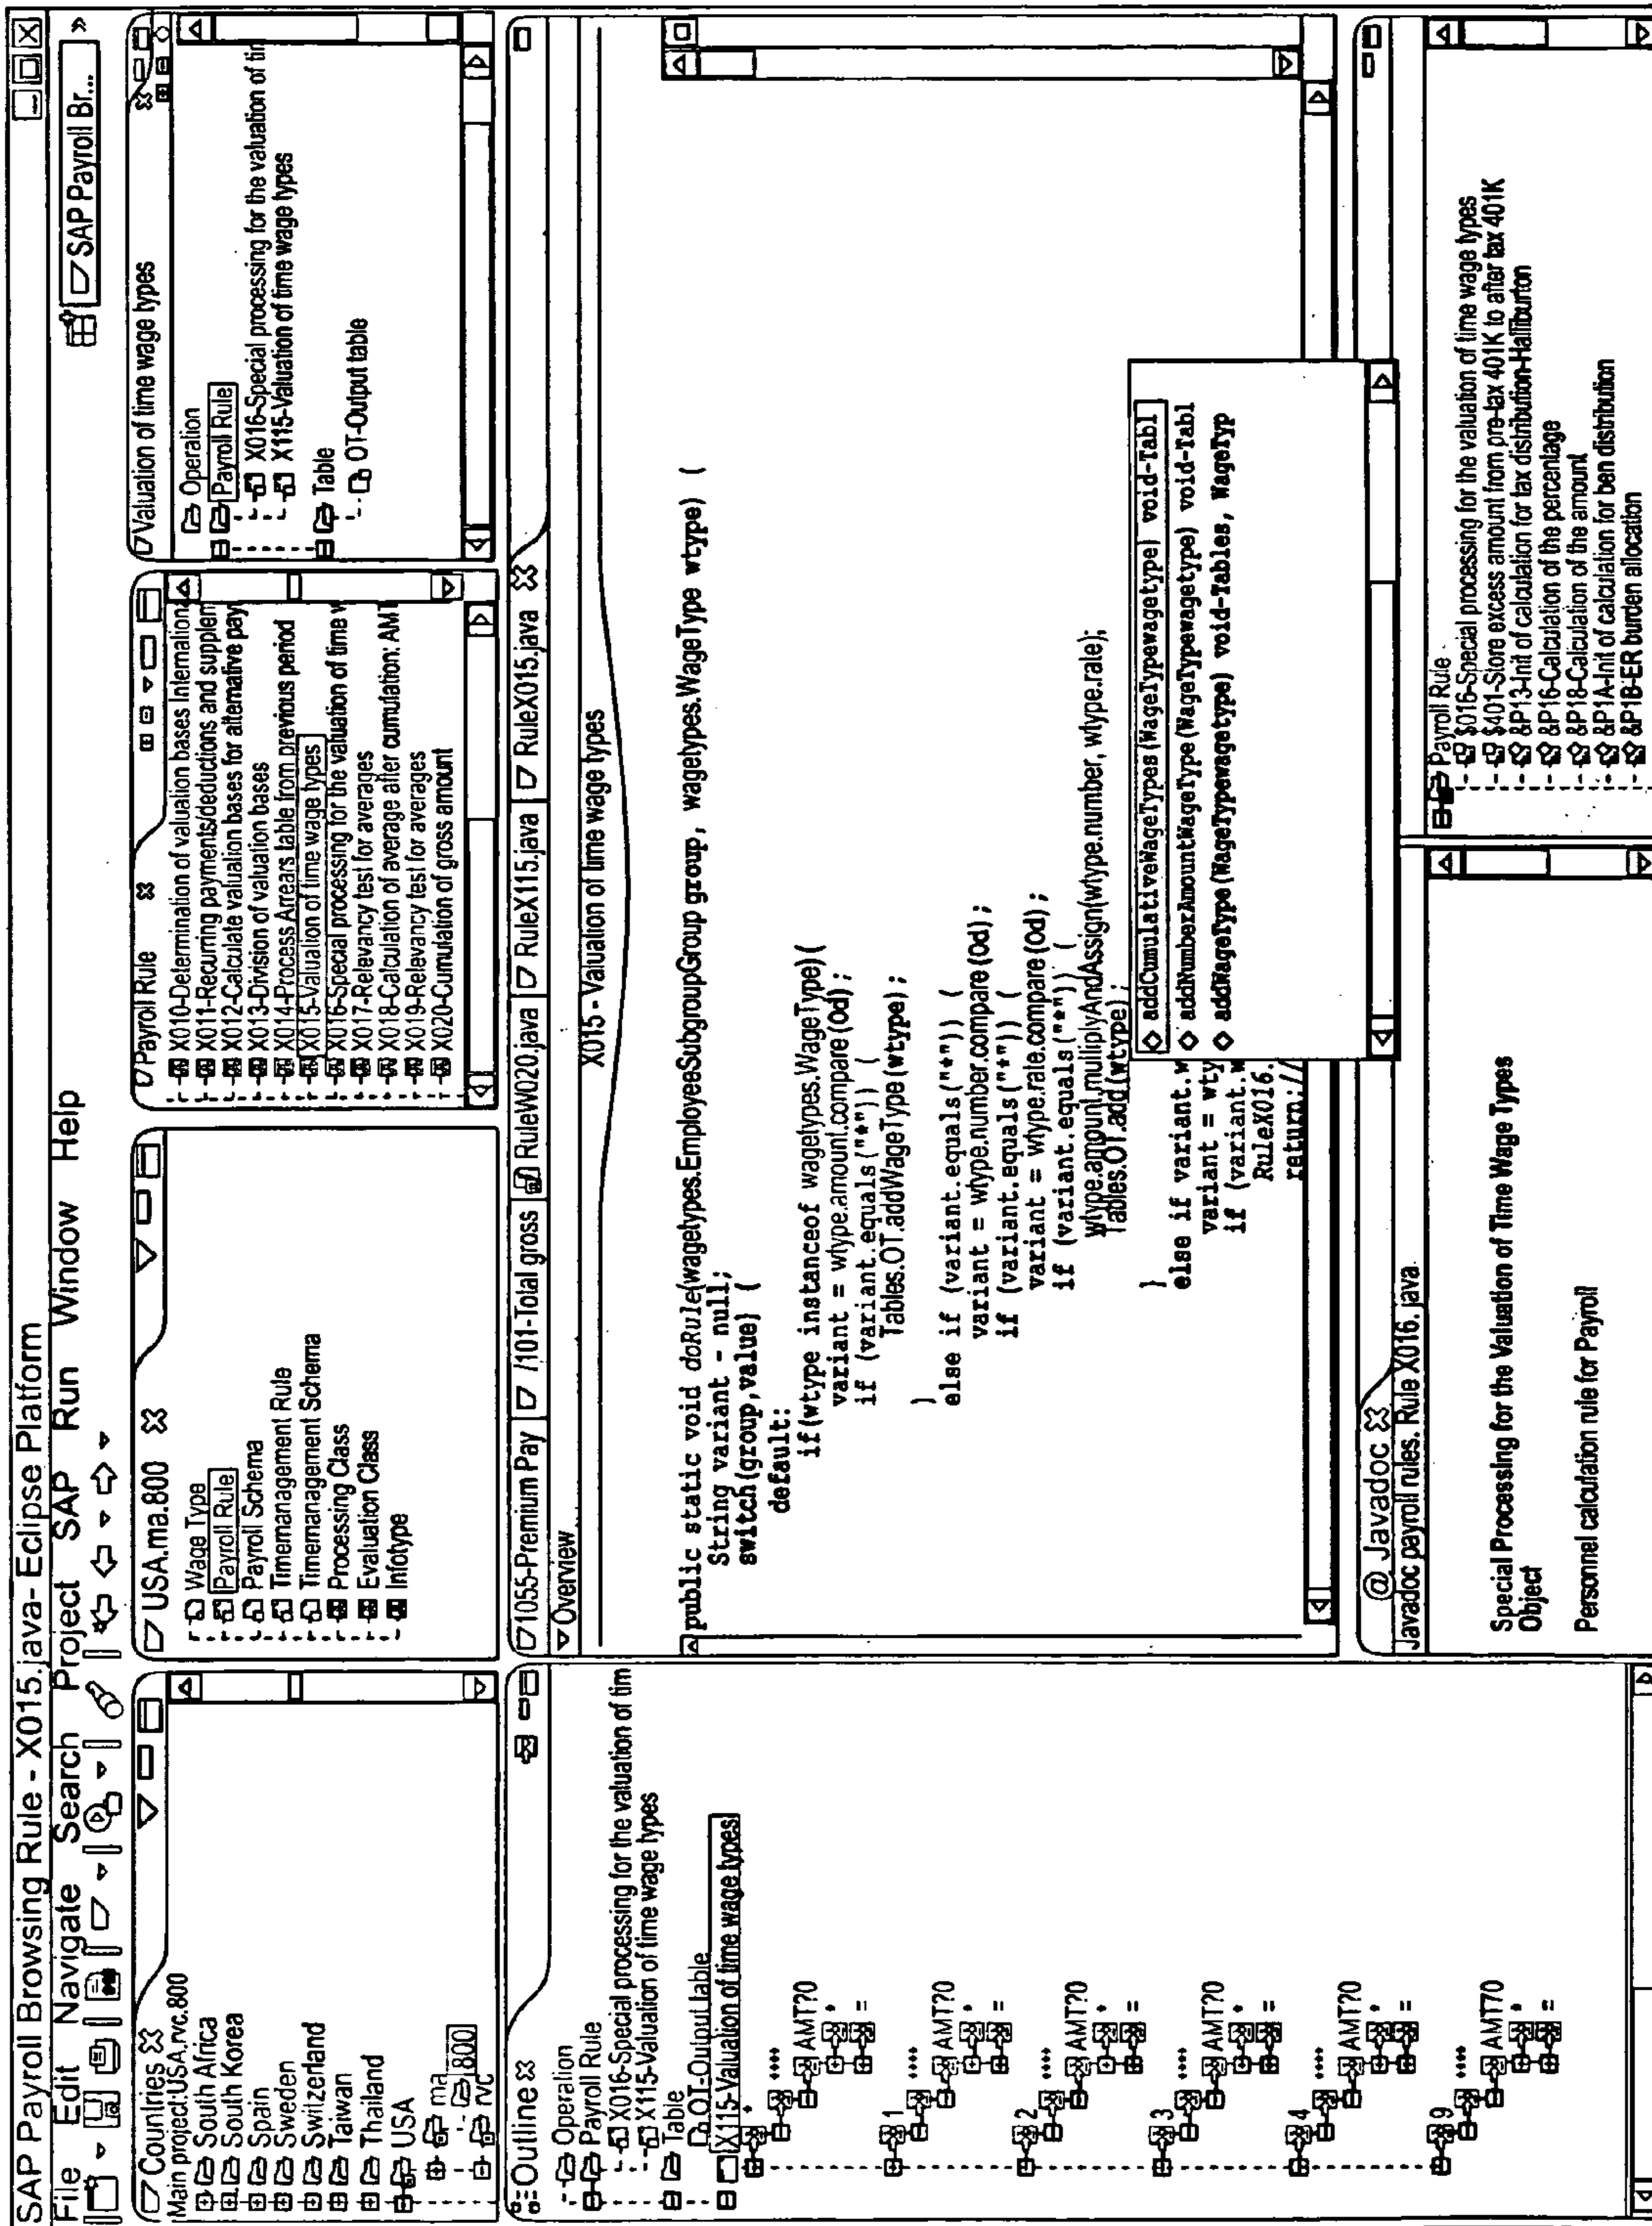 SAP Payroll Browsing Rule - X015.java- Eclipse Platform
File Edit Navigate Search Project SAP Run Window Help
SAP Payroll Br... »
Countries
Main project:USA.rvc.800
South Africa
South Korea
Spain
Sweden
Switzerland
Taiwan
Thailand
USA
ma
800
rvc
USA.ma.800
Wage Type
Payroll Rule
Payroll Schema
Timemanagement Rule
Timemanagement Schema
Processing Class
Evaluation Class
Infotype
Payroll Rule
X010-Determination of valuation bases Internationa
X011-Recurring payments/deductions and supplem
X012-Calculate valuation bases for alternative pay
X013-Division of valuation bases
X014-Process Arrears table from previous period
X015-Valuation of time wage types
X016-Special processing for the valuation of time w
X017-Relevancy test for averages
X018-Calculation of average after cumulation: AMT
X019-Relevancy test for averages
X020-Cumulation of gross amount
Valuation of time wage types
Operation
Payroll Rule
X016-Special processing for the valuation of tim
X115-Valuation of time wage types
Table
OT-Output table
Outline
Operation
Payroll Rule
X016-Special processing for the valuation of tim
X115-Valuation of time wage types
Table
OT-Output table
X115-Valuation of time wage types
*
****
AMT?0
*
=
1
****
AMT?0
*
=
2
****
AMT?0
*
=
3
****
AMT?0
*
=
4
****
AMT?0
*
=
9
****
AMT?0
*
=
1055-Premium Pay /101-Total gross RuleW020.java RuleX115.java RuleX015.java
Overview
X015 - Valuation of time wage types
public static void doRule(wagetypes.EmployeeSubgroupGroup group, wagetypes.WageType wtype) (
String variant - null;
switch(group,value) (
default:
if(wtype instanceof wagetypes.WageType)(
variant = wtype.amount.compare(0d);
if (variant.equals("*")) (
Tables.OT.addWageType(wtype);
)
else if (variant.equals("*")) (
variant = wtype.number.compare(0d);
if (variant.equals("*")) (
variant = wtype.rate.compare(0d);
if (variant.equals("*")) (
wtype.amount.multiplyAndAssign(wtype.number, wtype.rate);
Tables.OT.add(wtype);
)
else if variant.w
variant = wty
if (variant.w
RuleX016.
return;//
addCumulativeWageTypes(WageTypewagetype) void-Tabl
addNumberAmountWageType(WageTypewagetype) void-Tabl
addWageType(WageTypewagetype) void-Tables, WageTyp
@ Javadoc
Javadoc payroll rules. Rule X016. java.
Special Processing for the Valuation of Time Wage Types
Object
Personnel calculation rule for Payroll
Payroll Rule
$016-Special processing for the valuation of time wage types
$401-Store excess amount from pre-tax 401K to after tax 401K
&P13-Init of calculation for tax distribution-Halliburton
&P16-Calculation of the percentage
&P18-Calculation of the amount
&P1A-Init of calculation for ben distribution
&P1B-ER burden allocation